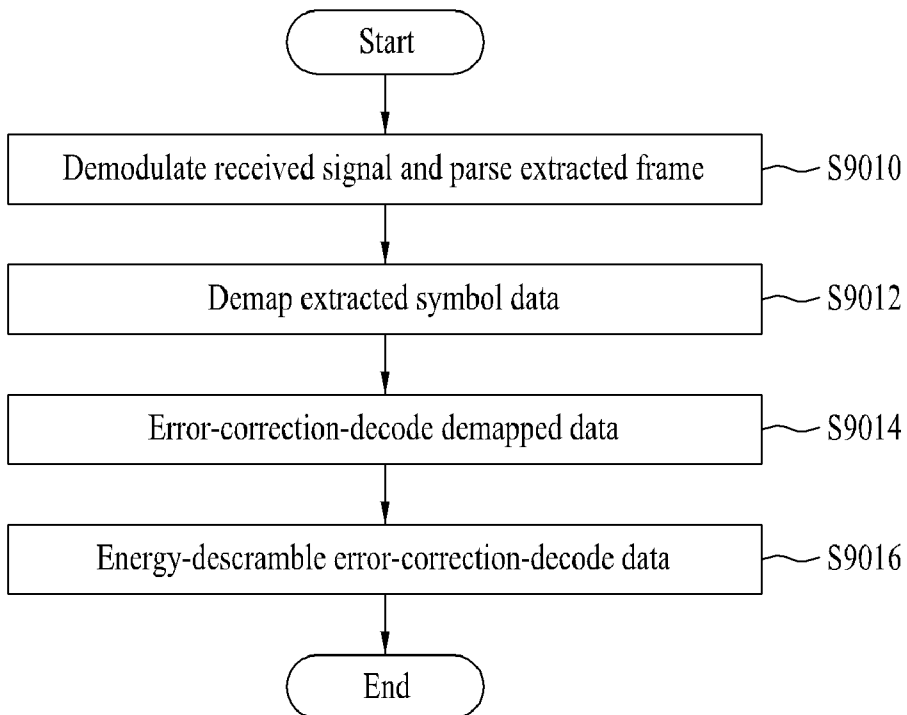 Start
Demodulate received signal and parse extracted frame
S9010
Demap extracted symbol data
S9012
Error-correction-decode demapped data
S9014
Energy-descramble error-correction-decode data
S9016
End